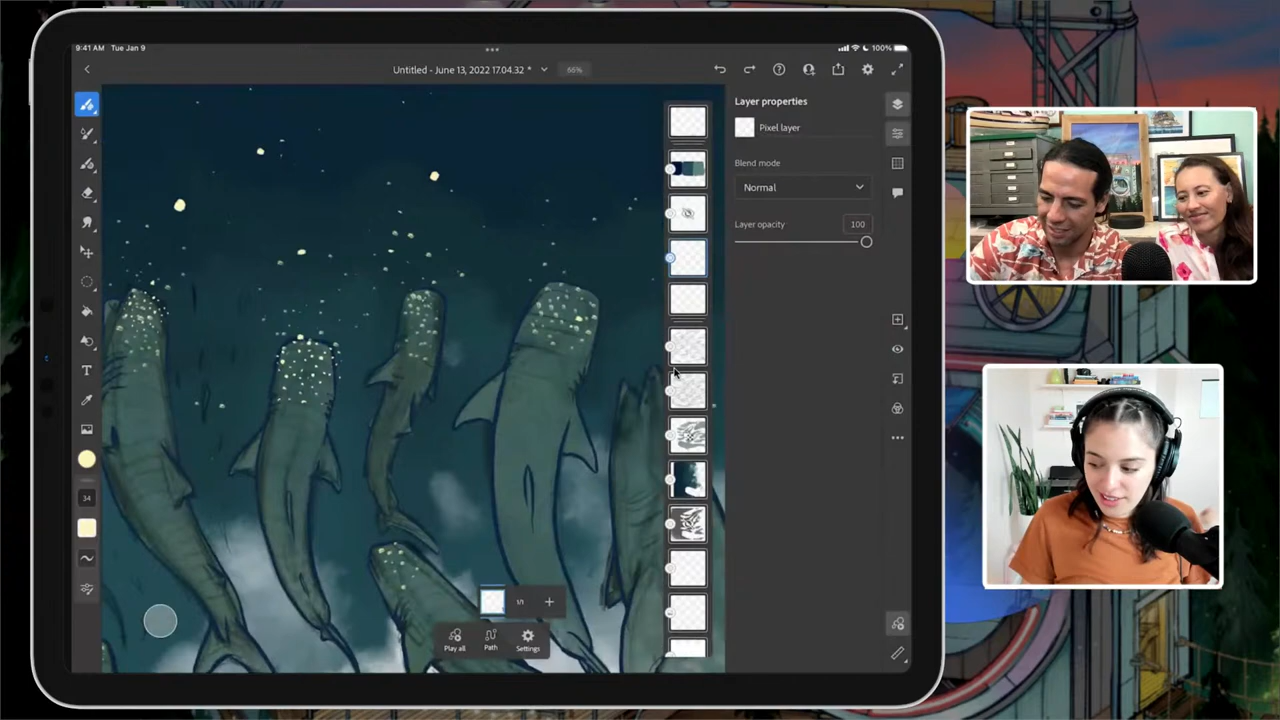 9:41 AM Tue Jan 9
100%
Untitled - June 13, 2022 17.04.32 *
66%
Layer properties
Pixel layer
Blend mode
Normal
Layer opacity
100
T
34
1/1
Play all
Path
Settings